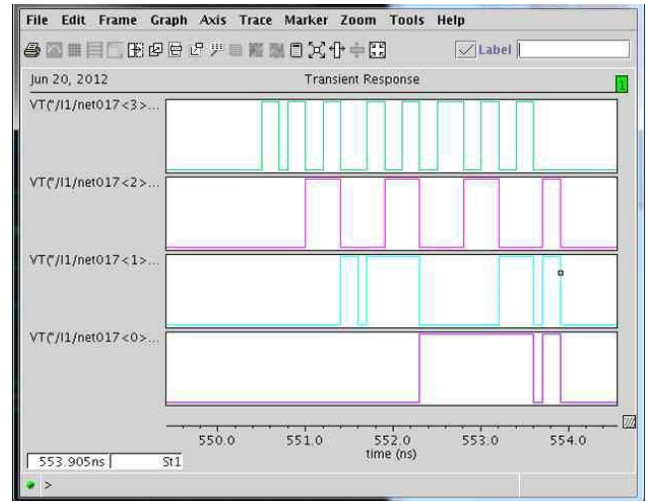 File Edit Frame Graph Axis Trace Marker Zoom Tools Help
Label
Jun 20, 2012 Transient Response 1
VT("/I1/net017<3>...
VT("/I1/net017<2>...
VT("/I1/net017<1>...
VT("/I1/net017<0>...
550.0 551.0 552.0 553.0 554.0
time (ns)
553.905ns St1
>